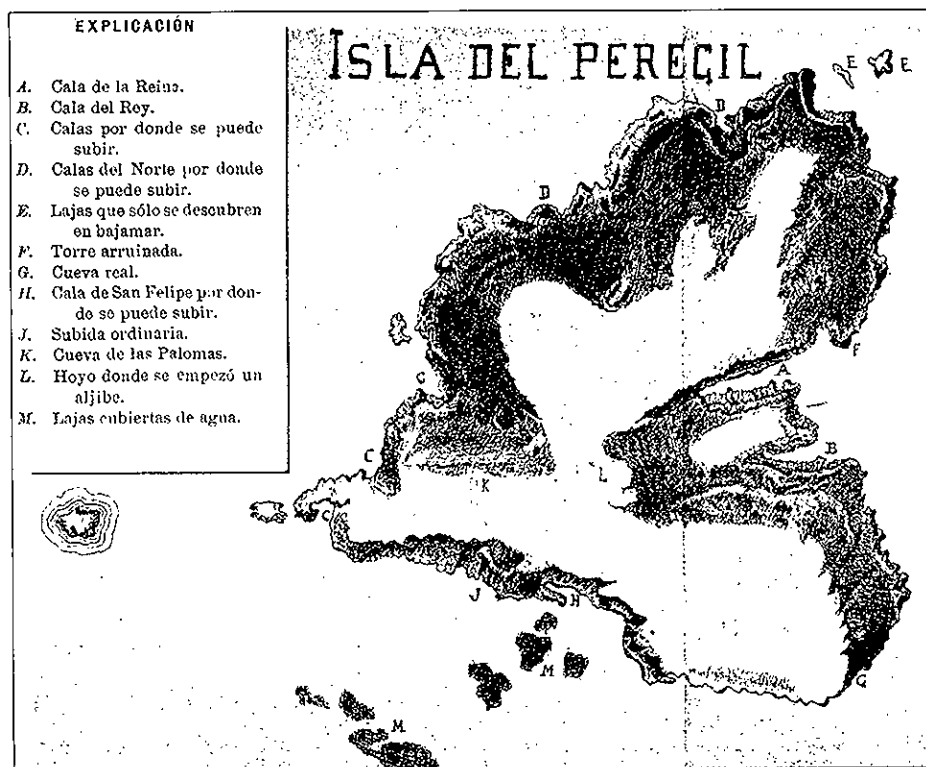 EXPLICACIÓN
A. Cala de la Reina.
B. Cala del Rey.
C. Calas por donde se puede
subir.
D. Calas del Norte por donde
se puede subir.
E. Lajas que sólo se descubren
en bajamar.
F. Torre arruinada.
G. Cueva real.
H. Cala de San Felipe por don-
de se puede subir.
J. Subida ordinaria.
K. Cueva de las Palomas.
L. Hoyo donde se empezó un
aljibe.
M. Lajas cubiertas de agua.
ISLA DEL PEREGIL
E E
D
D
F
A
C
B
C
K
L
C
J
H
M
G
M